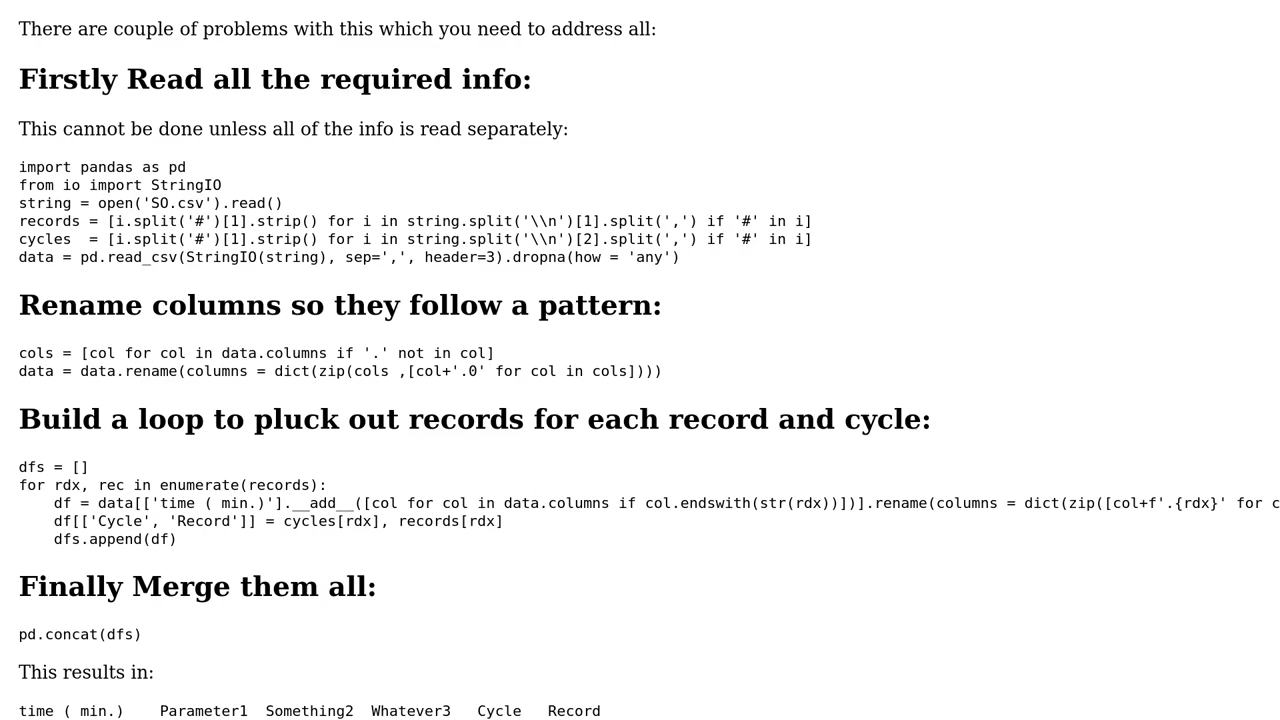 There are couple of problems with this which you need to address all:
Firstly Read all the required info:
This cannot be done unless all of the info is read separately:
import pandas as pd
from io import StringIO
string = open('SO.csv').read()
records = [i.split('#')[1].strip() for i in string.split('\\n')[1].split(',') if '#' in i]
cycles  = [i.split('#')[1].strip() for i in string.split('\\n')[2].split(',') if '#' in i]
data = pd.read_csv(StringIO(string), sep=',', header=3).dropna(how = 'any')
Rename columns so they follow a pattern:
cols = [col for col in data.columns if '.' not in col]
data = data.rename(columns = dict(zip(cols ,[col+'.0' for col in cols])))
Build a loop to pluck out records for each record and cycle:
dfs = []
for rdx, rec in enumerate(records):
    df = data[['time ( min.)'].__add__([col for col in data.columns if col.endswith(str(rdx))])].rename(columns = dict(zip([col+f'.{rdx}' for c
    df[['Cycle', 'Record']] = cycles[rdx], records[rdx]
    dfs.append(df)
Finally Merge them all:
pd.concat(dfs)
This results in:
time ( min.)    Parameter1  Something2  Whatever3   Cycle   Record